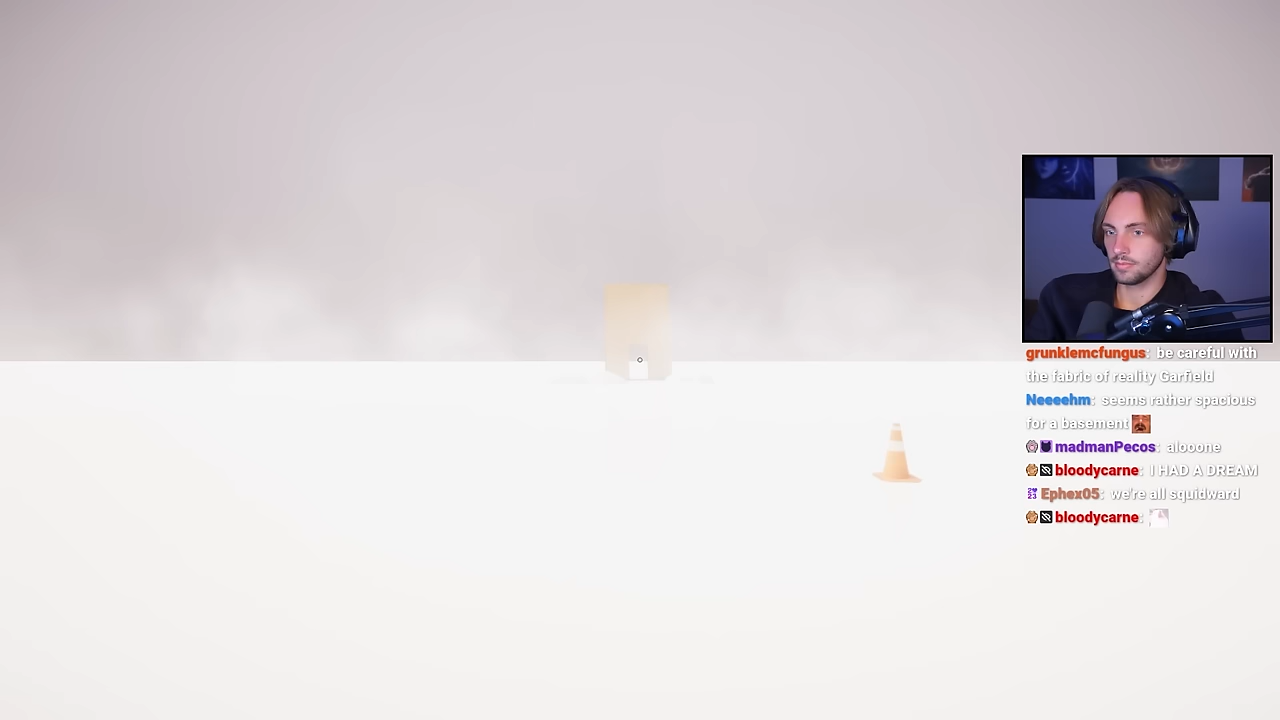 grunklemcfungus: be careful with
the fabric of reality Garfield
Neeeehm: seems rather spacious
for a basement
madmanPecos: alooone
bloodycarne: I HAD A DREAM
Ephex05: we're all squidward
bloodycarne: